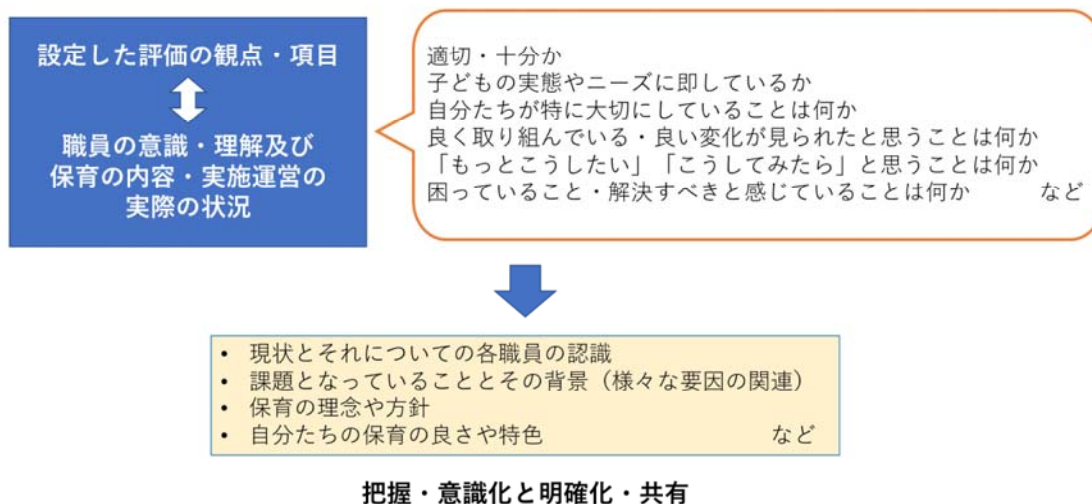 設定した評価の観点・項目
職員の意識・理解及び
保育の内容・実施運営の
実際の状況
適切・十分か
子どもの実態やニーズに即しているか
自分たちが特に大切にしていることは何か
良く取り組んでいる・良い変化が見られたと思うことは何か
「もっとこうしたい」「こうしてみたら」と思うことは何か
困っていること・解決すべきと感じていることは何か など
• 現状とそれについての各職員の認識
• 課題となっていることとその背景（様々な要因の関連）
• 保育の理念や方針
• 自分たちの保育の良さや特色 など
把握・意識化と明確化・共有